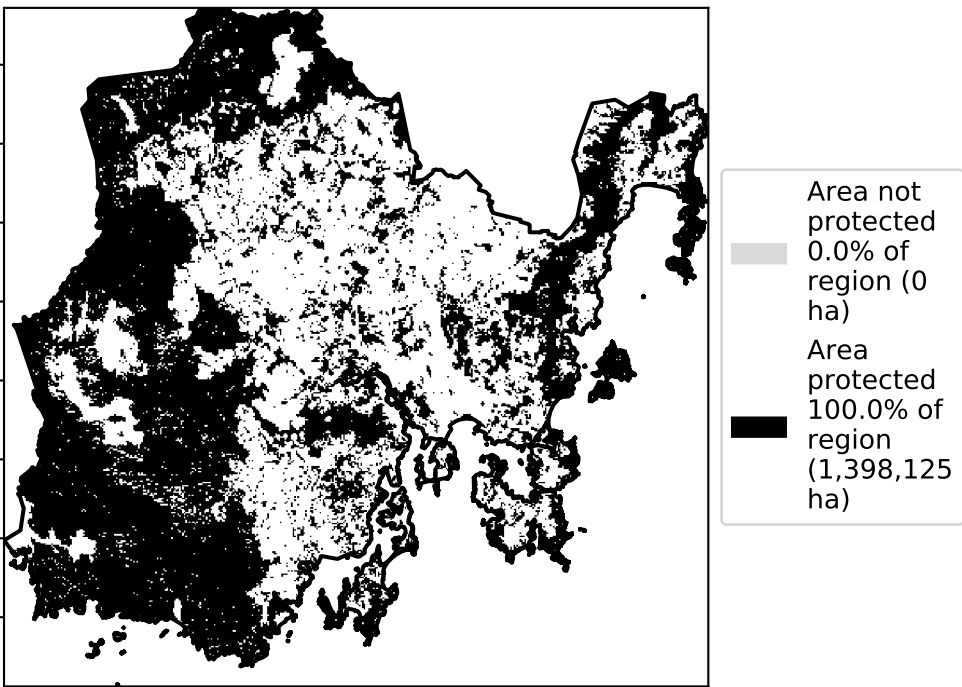 Area not
protected
0.0% of
region (0
ha)
Area
protected
100.0% of
region
(1,398,125
ha)